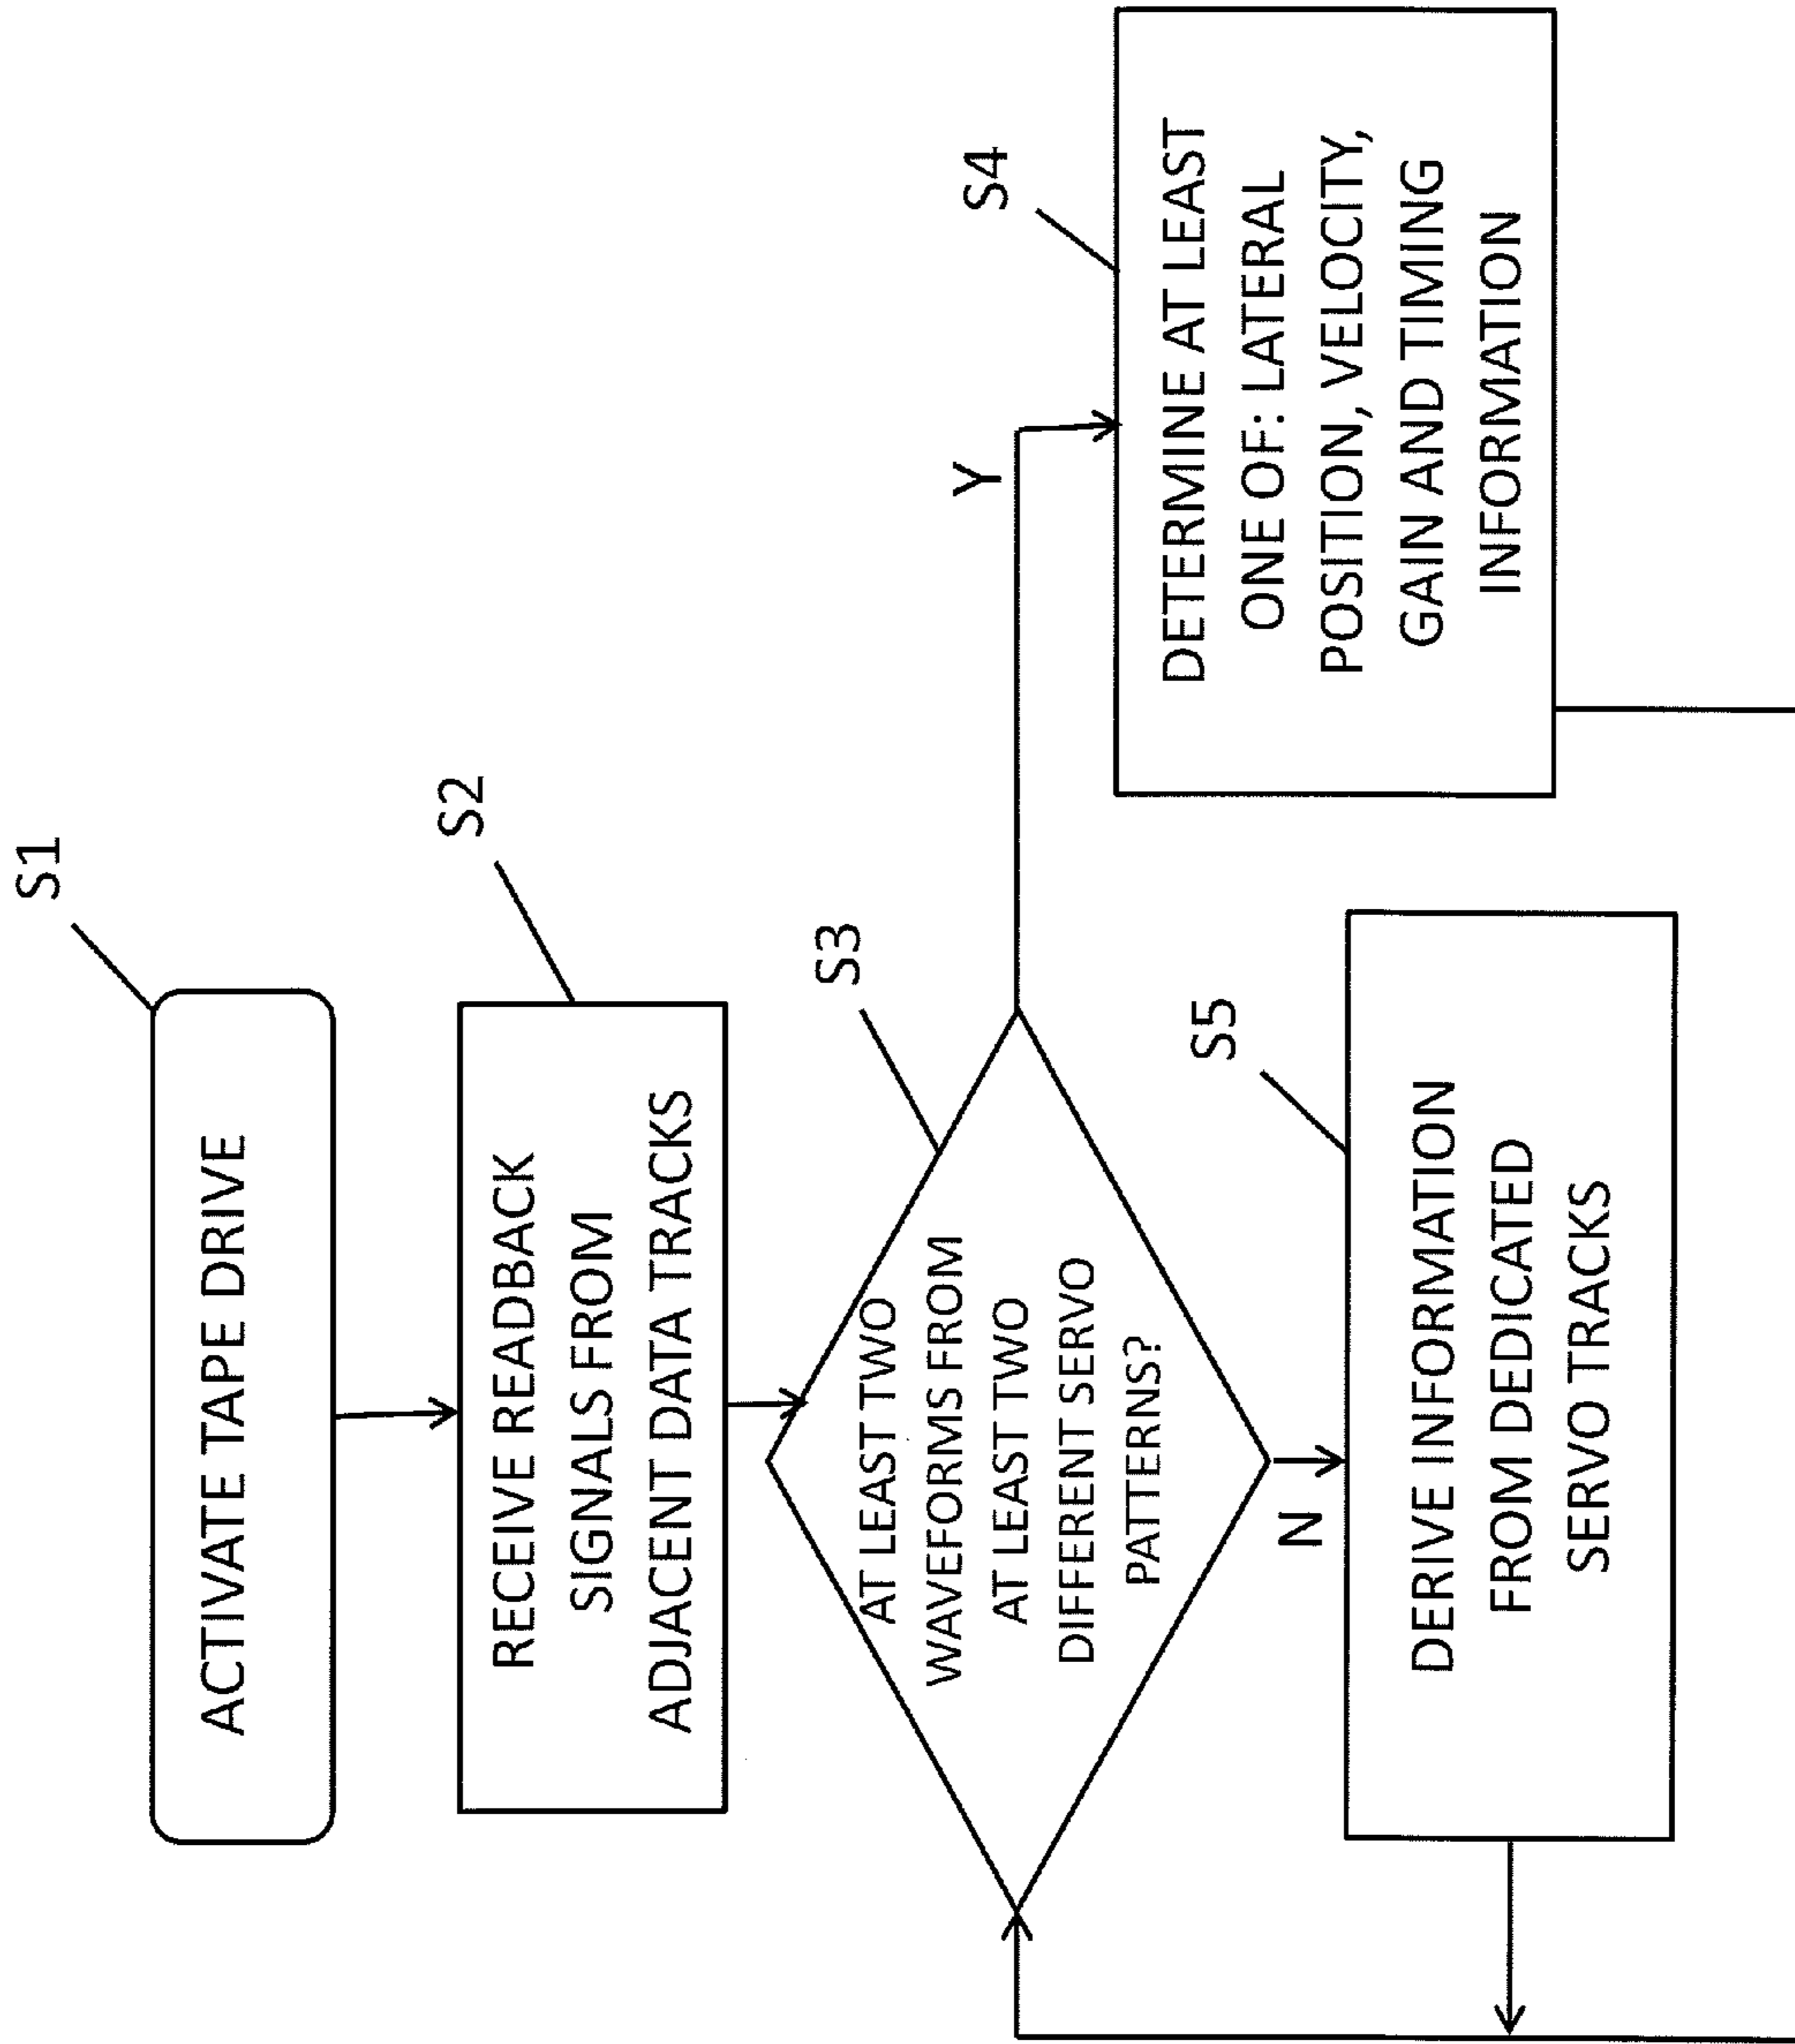 S1
ACTIVATE TAPE DRIVE
S2
RECEIVE READBACK
SIGNALS FROM
ADJACENT DATA TRACKS
S3
AT LEAST TWO
WAVEFORMS FROM
AT LEAST TWO
DIFFERENT SERVO
PATTERNS?
Y
S4
DETERMINE AT LEAST
ONE OF: LATERAL
POSITION, VELOCITY,
GAIN AND TIMING
INFORMATION
N
S5
DERIVE INFORMATION
FROM DEDICATED
SERVO TRACKS